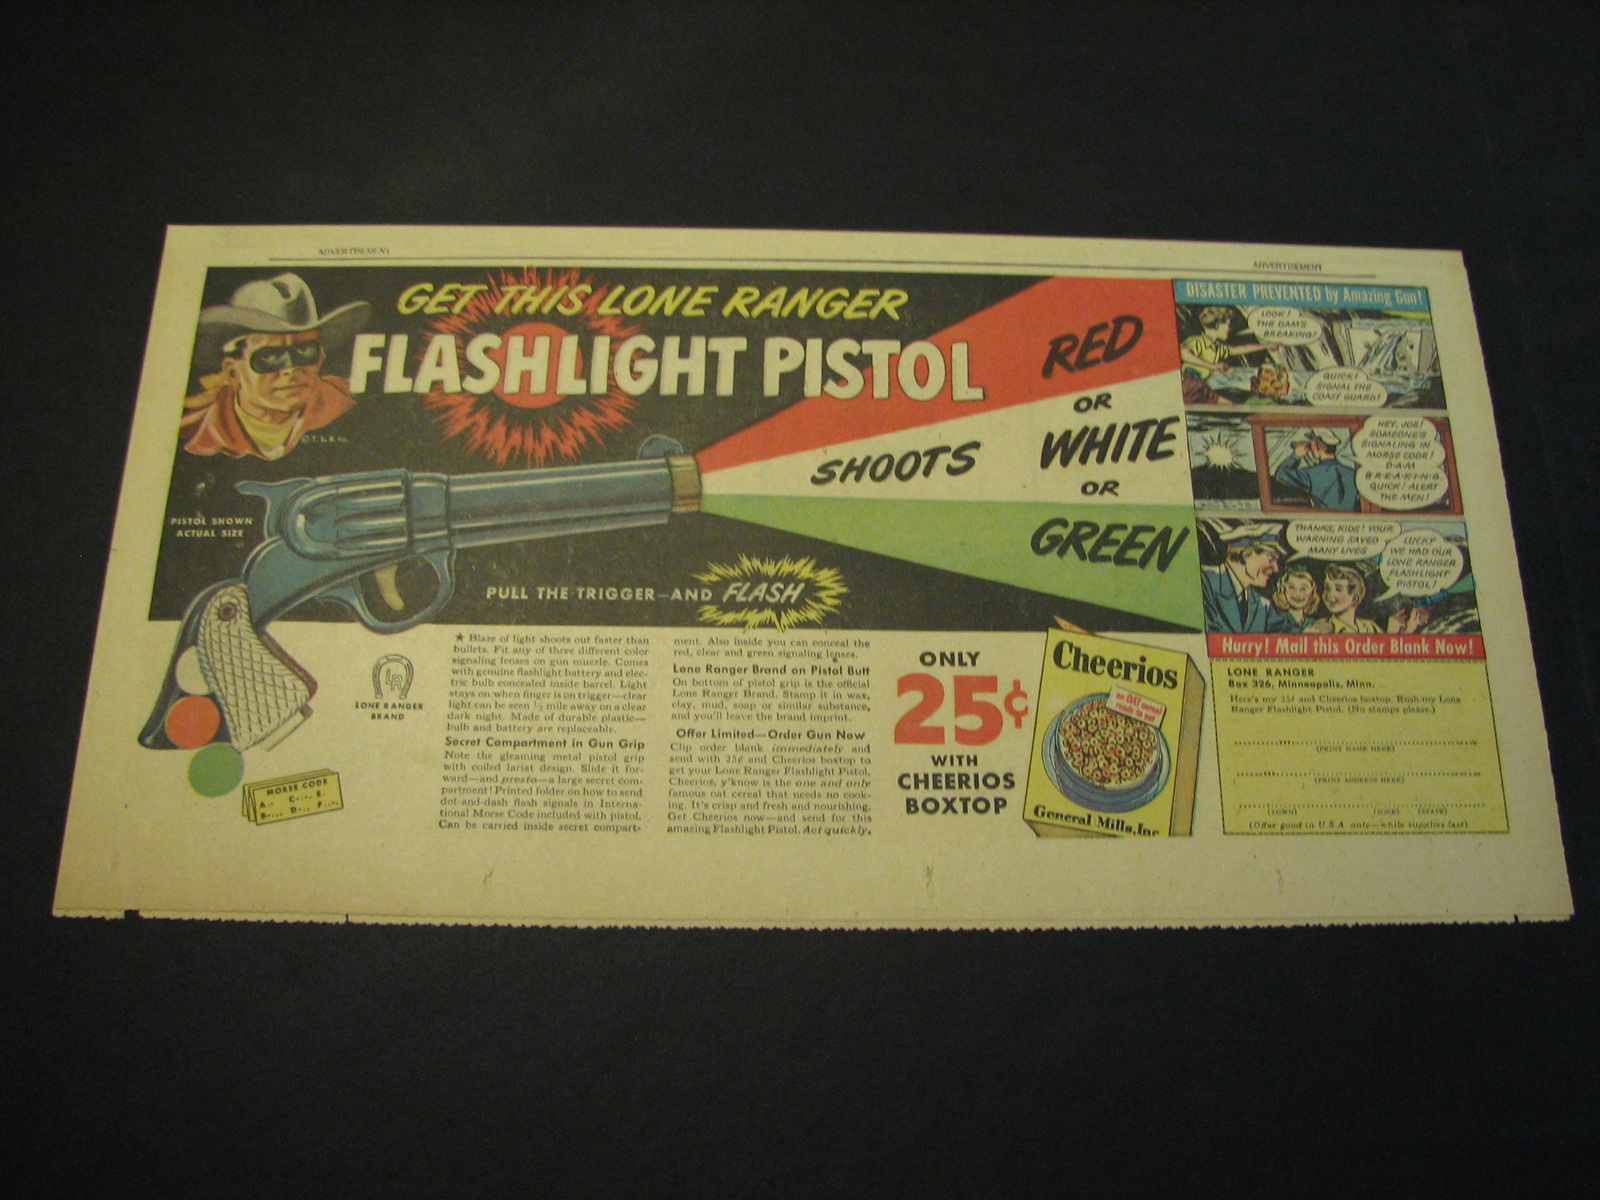 ADVERTISEMENT
ADVERTISEMENT
GET THIS LONE RANGER
FLASHLIGHT PISTOL
© T. L. R. Inc.
PISTOL SHOWN
ACTUAL SIZE
SHOOTS
RED
OR
WHITE
OR
GREEN
PULL THE TRIGGER—AND FLASH
LR
LONE RANGER
BRAND
MORSE CODE
★ Blaze of light shoots out faster than
bullets. Fit any of three different color
signaling lenses on gun muzzle. Comes
with genuine flashlight battery and elec-
tric bulb concealed inside barrel. Light
stays on when finger is on trigger—clear
light can be seen ½ mile away on a clear
dark night. Made of durable plastic—
bulb and battery are replaceable.
Secret Compartment in Gun Grip
Note the gleaming metal pistol grip
with coiled lariat design. Slide it for-
ward—and presto—a large secret com-
partment! Printed folder on how to send
dot-and-dash flash signals in Interna-
tional Morse Code included with pistol.
Can be carried inside secret compart-
ment. Also inside you can conceal the
red, clear and green signaling lenses.
Lone Ranger Brand on Pistol Butt
On bottom of pistol grip is the official
Lone Ranger Brand. Stamp it in wax,
clay, mud, soap or similar substance,
and you'll leave the brand imprint.
Offer Limited—Order Gun Now
Clip order blank immediately and
send with 25¢ and Cheerios boxtop to
get your Lone Ranger Flashlight Pistol.
Cheerios, y'know is the one and only
famous oat cereal that needs no cook-
ing. It's crisp and fresh and nourishing.
Get Cheerios now—and send for this
amazing Flashlight Pistol. Act quickly.
ONLY
25¢
WITH
CHEERIOS
BOXTOP
Cheerios
an OAT cereal
ready to eat
General Mills, Inc.
DISASTER PREVENTED by Amazing Gun!
LOOK!
THE DAM'S
BREAKING!
QUICK!
SIGNAL THE
COAST GUARD!
HEY, JOE!
SOMEONE'S
SIGNALING IN
MORSE CODE!
D-A-M
B-R-E-A-K-I-N-G.
QUICK! ALERT
THE MEN!
THANKS, KIDS! YOUR
WARNING SAVED
MANY LIVES
LUCKY
WE HAD OUR
LONE RANGER
FLASHLIGHT
PISTOL!
Hurry! Mail this Order Blank Now!
LONE RANGER
Box 326, Minneapolis, Minn.
Here's my 25¢ and Cheerios boxtop. Rush my Lone
Ranger Flashlight Pistol. (No stamps please.)
(PRINT NAME HERE)
(PRINT ADDRESS HERE)
(TOWN) (ZONE) (STATE)
(Offer good in U.S.A. only—while supplies last)